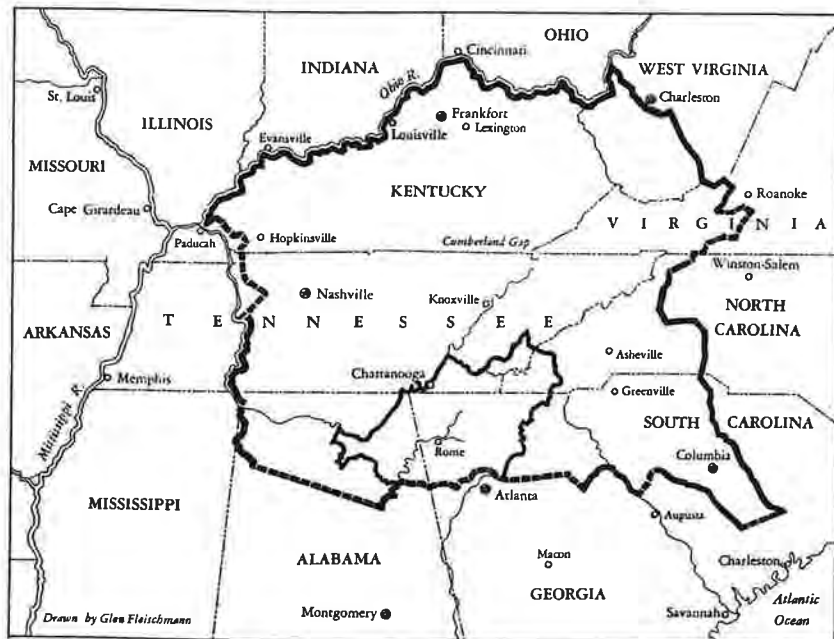 OHIO
Cincinnati
INDIANA
Ohio R.
WEST VIRGINIA
St. Louis
Charleston
Frankfort
ILLINOIS
Louisville
Lexington
Evansville
MISSOURI
KENTUCKY
Roanoke
Cape Girardeau
VIRGINIA
Paducah
Hopkinsville
Cumberland Gap
Winston-Salem
Nashville
Knoxville
NORTH
CAROLINA
ARKANSAS
TENNESSEE
Asheville
Memphis
Chattanooga
Greenville
Mississippi R.
SOUTH CAROLINA
Rome
Columbia
MISSISSIPPI
Atlanta
Augusta
ALABAMA
Macon
Charleston
GEORGIA
Drawn by Glen Fleischmann
Montgomery
Savannah
Atlantic
Ocean